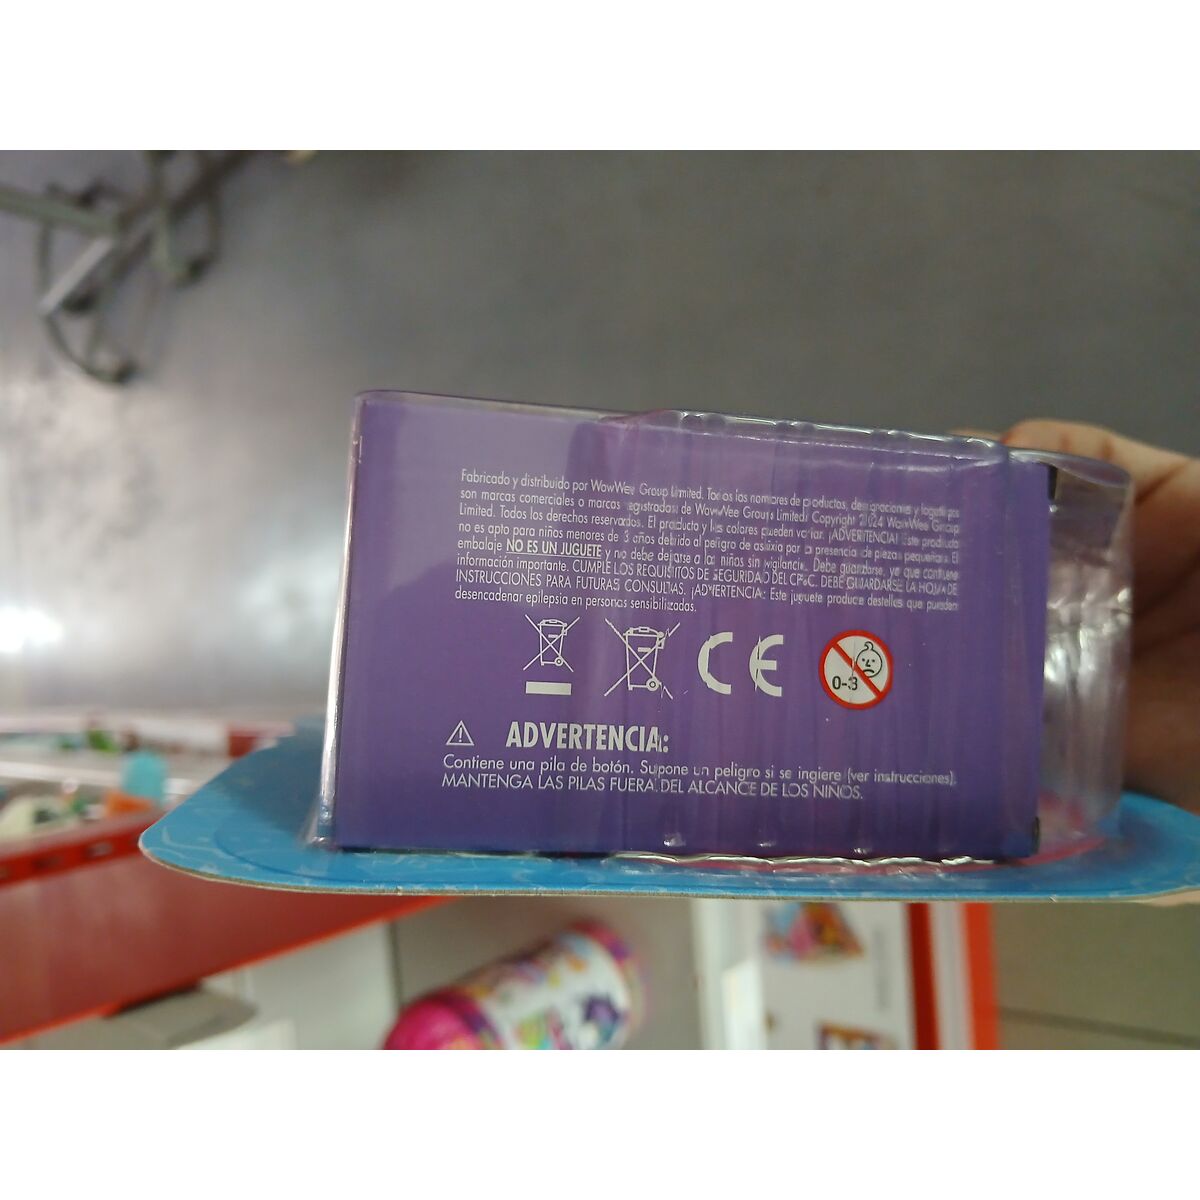 Fabricado y distribuido por WowWee Group Limited. Todos los nombres de productos, designaciones y logotipos
son marcas comerciales o marcas registradas de WowWee Group Limited. Copyright 2024 WowWee Group
Limited. Todos los derechos reservados. El producto y los colores pueden variar. ¡ADVERTENCIA! Este producto
no es apto para niños menores de 3 años debido al peligro de asfixia por la presencia de piezas pequeñas. El
embalaje NO ES UN JUGUETE y no debe dejarse a los niños sin vigilancia. Debe guardarse, ya que contiene
información importante. CUMPLE LOS REQUISITOS DE SEGURIDAD DEL CPSC. DEBE GUARDARSE LA HOJA DE
INSTRUCCIONES PARA FUTURAS CONSULTAS. ¡ADVERTENCIA: Este juguete produce destellos que pueden
desencadenar epilepsia en personas sensibilizadas.
CE
0-3
ADVERTENCIA:
Contiene una pila de botón. Supone un peligro si se ingiere (ver instrucciones).
MANTENGA LAS PILAS FUERA DEL ALCANCE DE LOS NIÑOS.